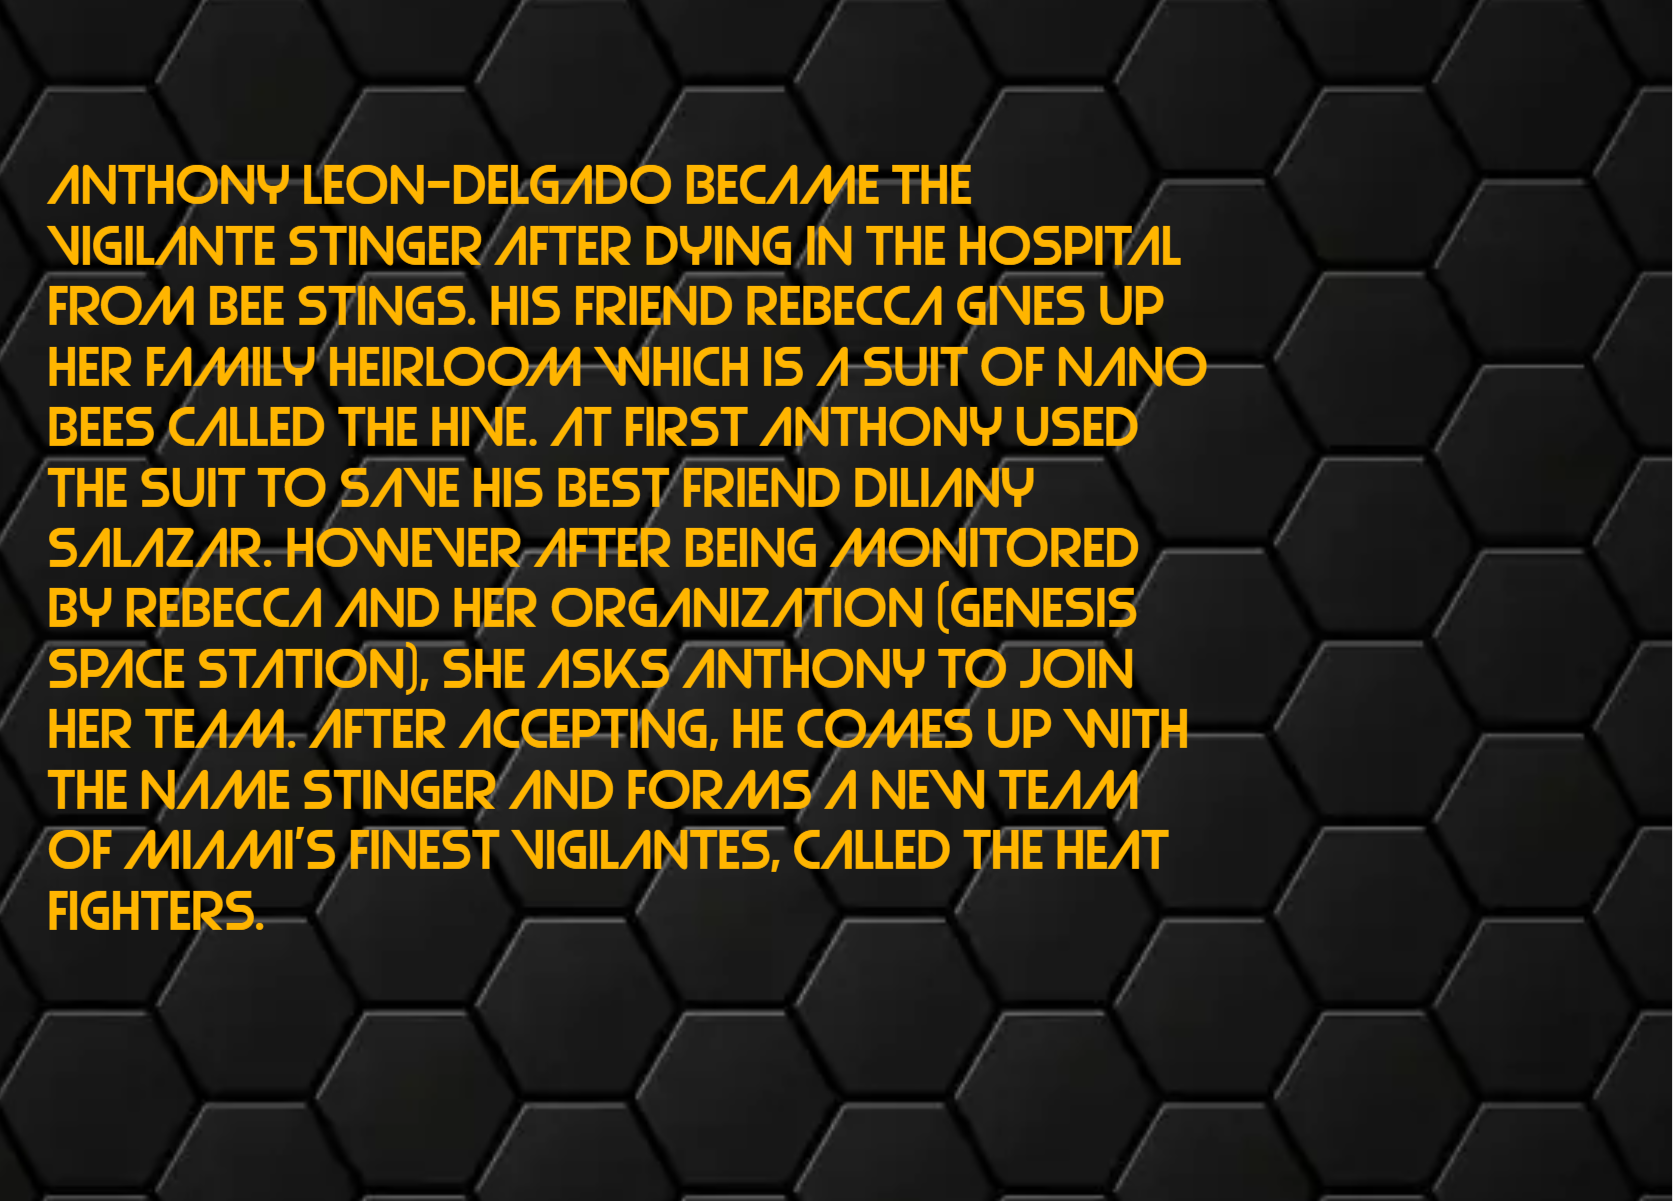 ANTHONY LEON-DELGADO BECAME THE
VIGILANTE STINGER AFTER DYING IN THE HOSPITAL
FROM BEE STINGS. HIS FRIEND REBECCA GIVES UP
HER FAMILY HEIRLOOM WHICH IS A SUIT OF NANO
BEES CALLED THE HIVE. AT FIRST ANTHONY USED
THE SUIT TO SAVE HIS BEST FRIEND DILIANY
SALAZAR. HOWEVER AFTER BEING MONITORED
BY REBECCA AND HER ORGANIZATION (GENESIS
SPACE STATION), SHE ASKS ANTHONY TO JOIN
HER TEAM. AFTER ACCEPTING, HE COMES UP WITH
THE NAME STINGER AND FORMS A NEW TEAM
OF MIAMI'S FINEST VIGILANTES, CALLED THE HEAT
FIGHTERS.